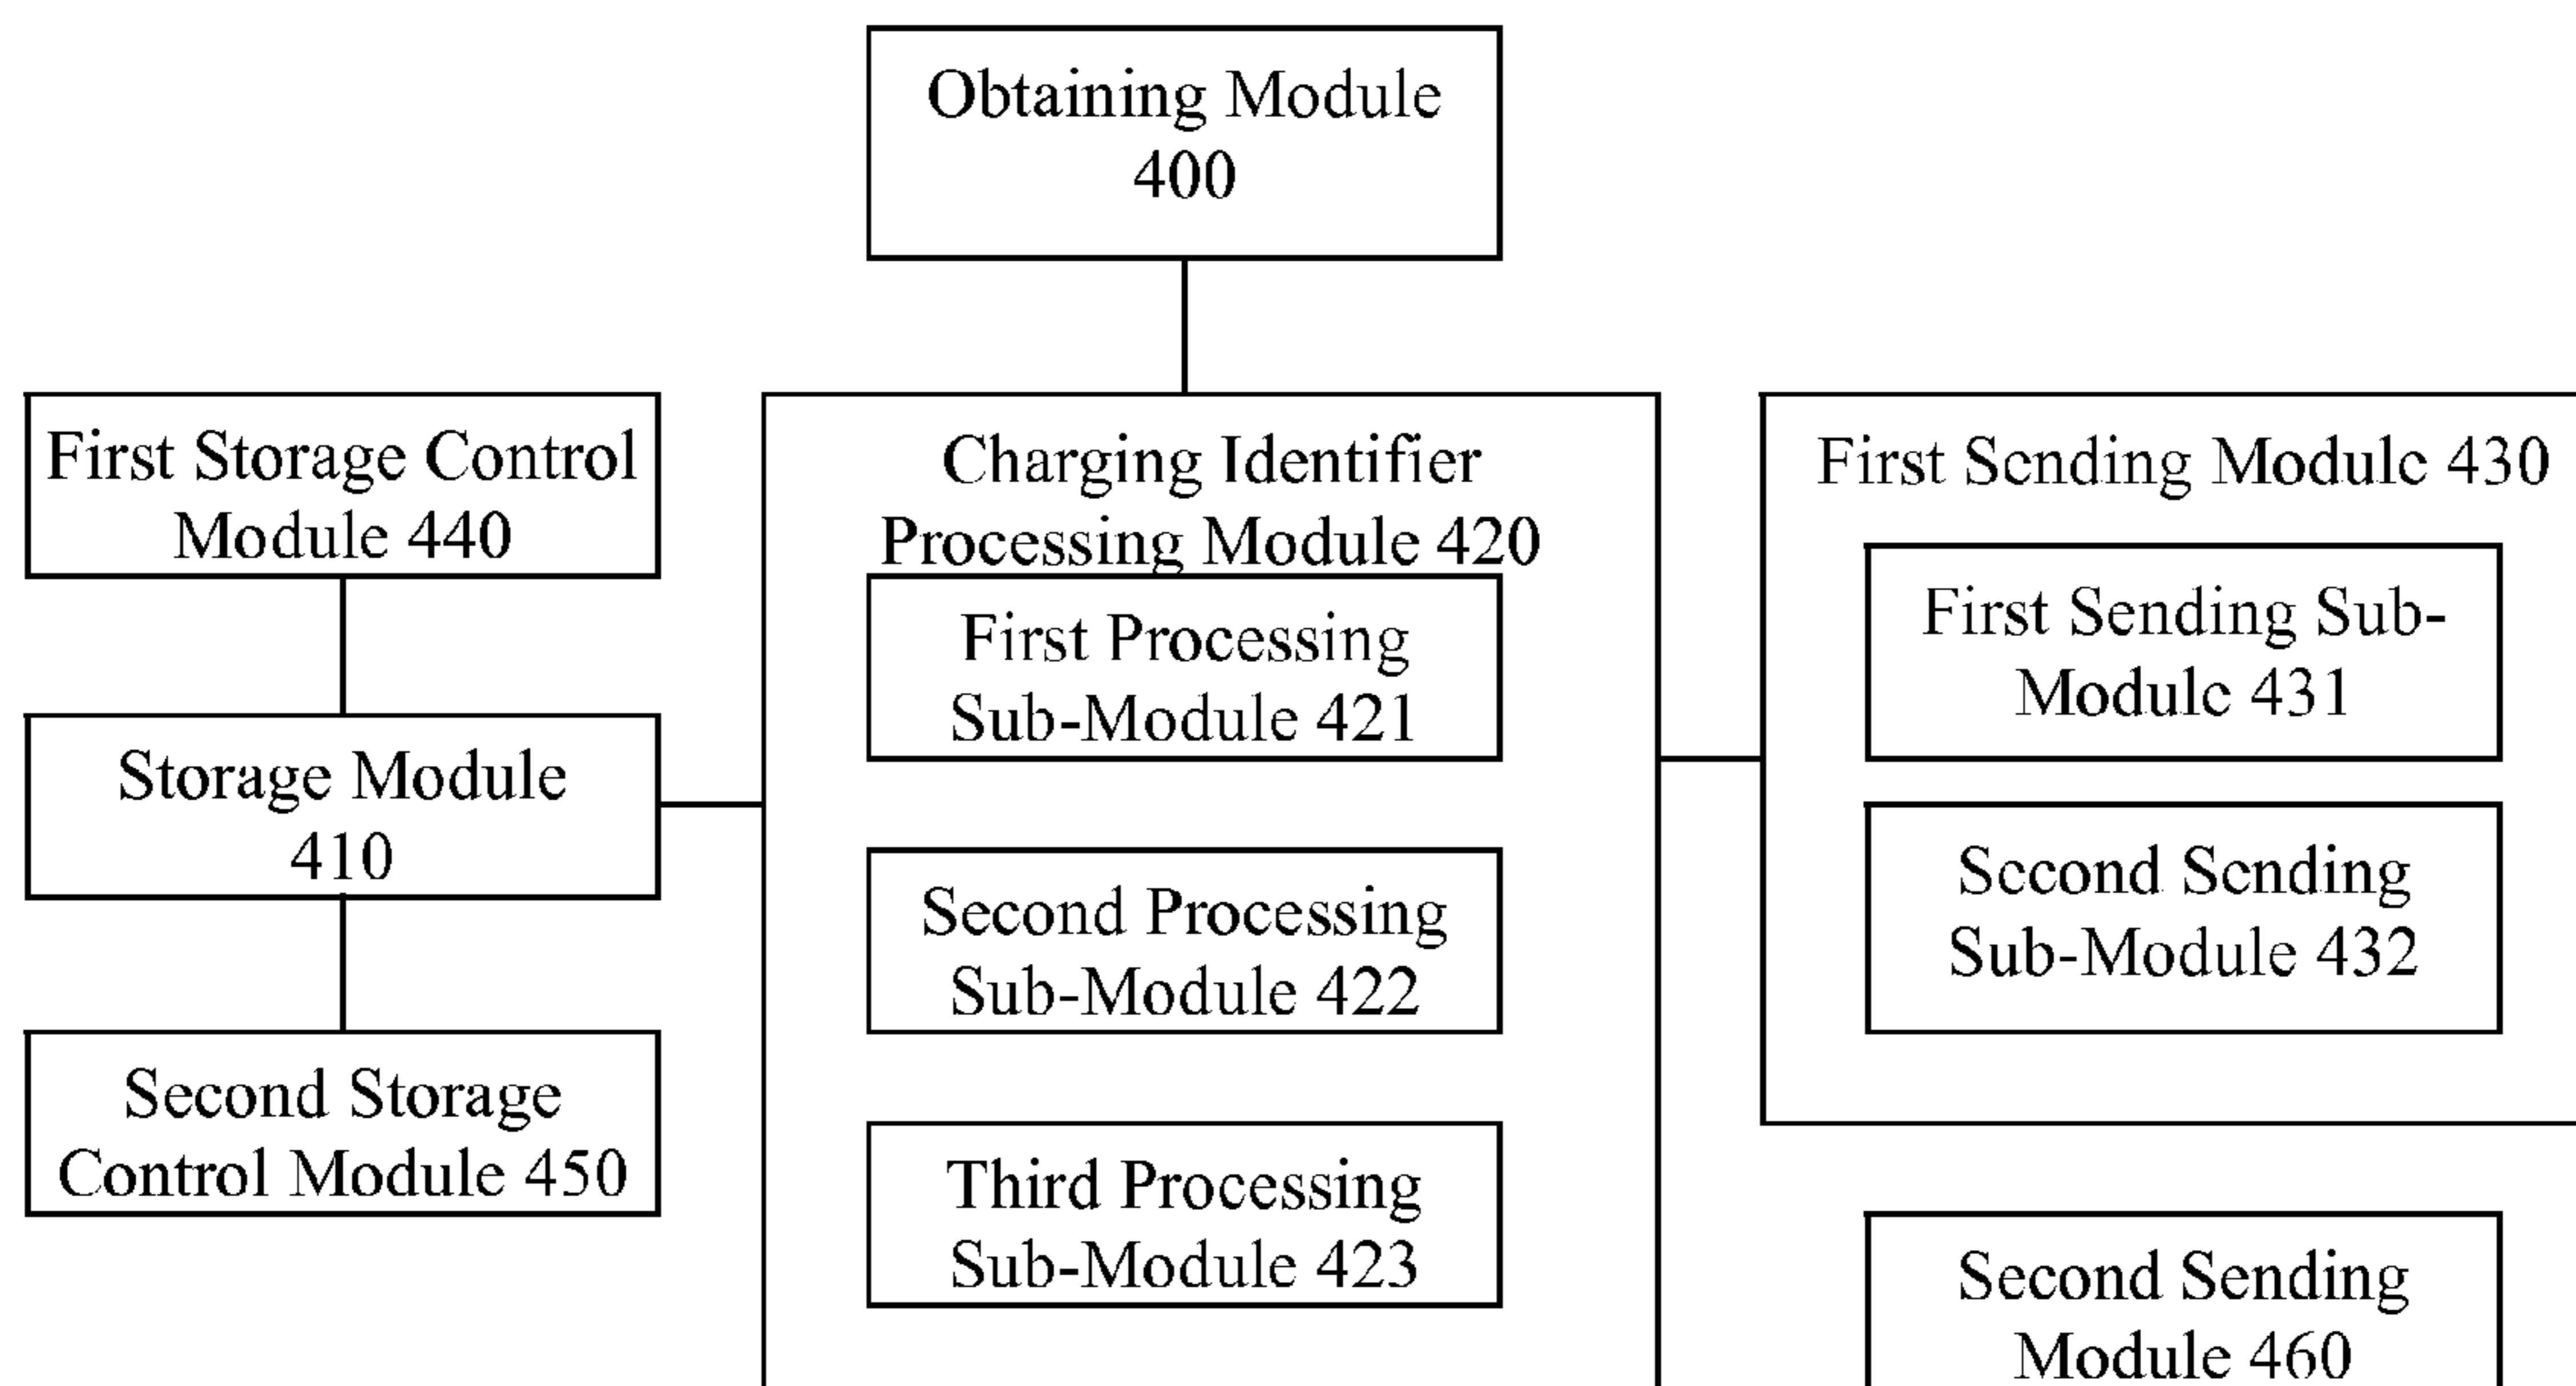 Obtaining Module
400
First Storage Control
Module 440
Storage Module
410
Second Storage
Control Module 450
Charging Identifier
Processing Module 420
First Processing
Sub-Module 421
Second Processing
Sub-Module 422
Third Processing
Sub-Module 423
First Sending Module 430
First Sending Sub-
Module 431
Second Sending
Sub-Module 432
Second Sending
Module 460